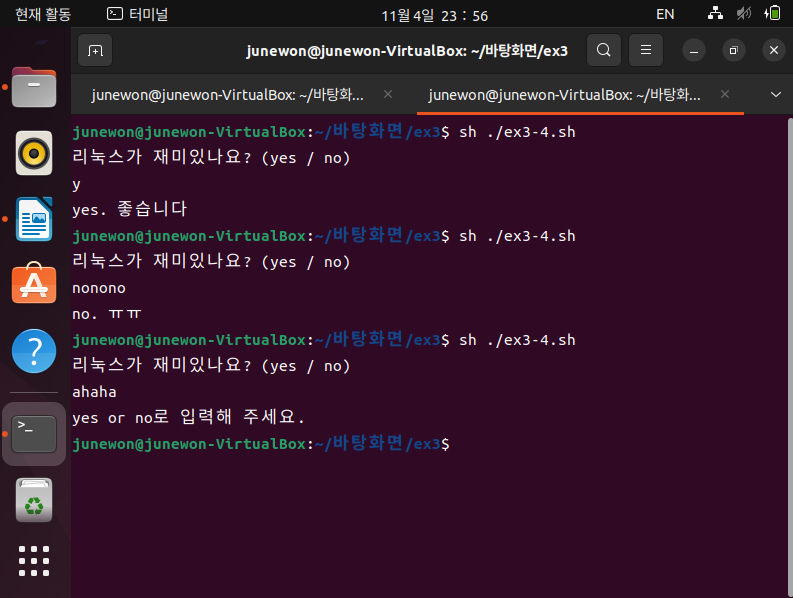 현재 활동 터미널 11월 4일 23 : 56 EN
junewon@junewon-VirtualBox: ~/바탕화면/ex3
junewon@junewon-VirtualBox: ~/바탕화... junewon@junewon-VirtualBox: ~/바탕화...
junewon@junewon-VirtualBox:~/바탕화면/ex3$ sh ./ex3-4.sh
리눅스가 재미있나요? (yes / no)
y
yes. 좋습니다
junewon@junewon-VirtualBox:~/바탕화면/ex3$ sh ./ex3-4.sh
리눅스가 재미있나요? (yes / no)
nonono
no. ㅠㅠ
junewon@junewon-VirtualBox:~/바탕화면/ex3$ sh ./ex3-4.sh
리눅스가 재미있나요? (yes / no)
ahaha
yes or no로 입력해 주세요.
junewon@junewon-VirtualBox:~/바탕화면/ex3$